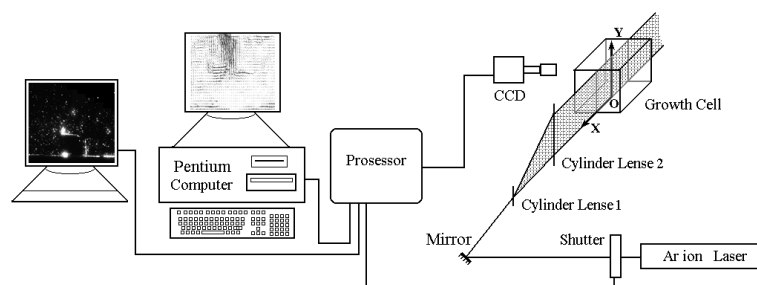 Y
CCD
O
Growth Cell
X
Prosessor
Pentium
Computer
Cylinder Lense 2
Cylinder Lense 1
Mirror
Shutter
Ar ion Laser